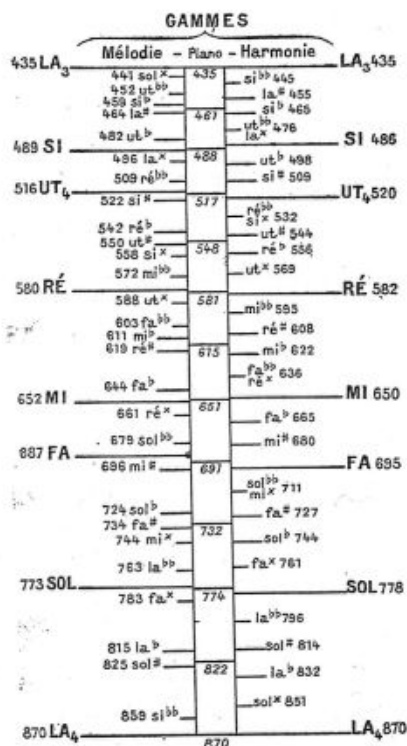 GAMMES
Mélodie - Piano - Harmonie
435 LA₃ 435 LA₃ 435
441 sol× si♭♭ 445
452 ut♭♭ la# 455
459 si♭ si♭ 465
464 la# 461
ut♭♭ la× 476
482 ut♭
489 SI 488 SI 486
496 la× ut♭ 498
509 ré♭♭ si# 509
516 UT₄ 517 UT₄ 520
522 si# ré♭♭ si× 532
542 ré♭ ut# 544
550 ut# 548 ré♭ 556
558 si× ut× 569
572 mi♭♭
580 RÉ 581 RÉ 582
588 ut× mi♭♭ 595
603 fa♭♭ ré# 608
611 mi♭
619 ré# 615 mi♭ 622
fa♭♭ ré× 636
644 fa♭
652 MI 651 MI 650
661 ré× fa♭ 665
679 sol♭♭ mi# 680
887 FA 691 FA 695
696 mi#
sol♭♭ mi× 711
724 sol♭ fa# 727
734 fa# 732
744 mi× sol♭ 744
763 la♭♭ fa× 761
773 SOL 774 SOL 778
783 fa×
la♭♭ 796
815 la♭ sol# 814
825 sol# 822 la♭ 832
859 si♭♭ sol× 851
870 LA₄ 870 LA₄ 870